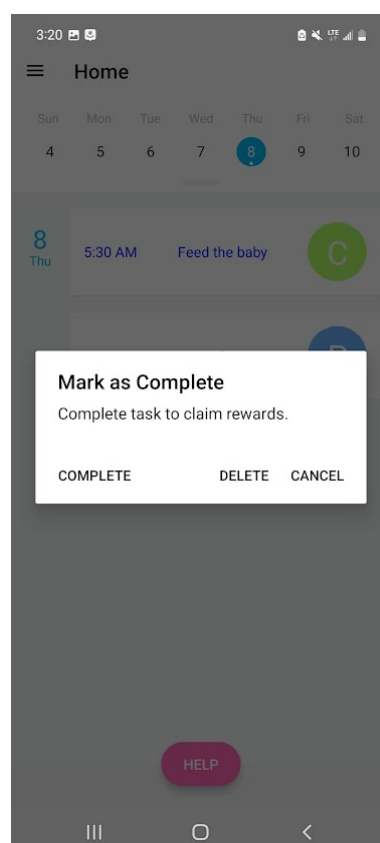 3:20
LTE
Home
Sun Mon Tue Wed Thu Fri Sat
4 5 6 7 8 9 10
8
Thu
5:30 AM Feed the baby C
Mark as Complete
Complete task to claim rewards.
COMPLETE DELETE CANCEL
HELP